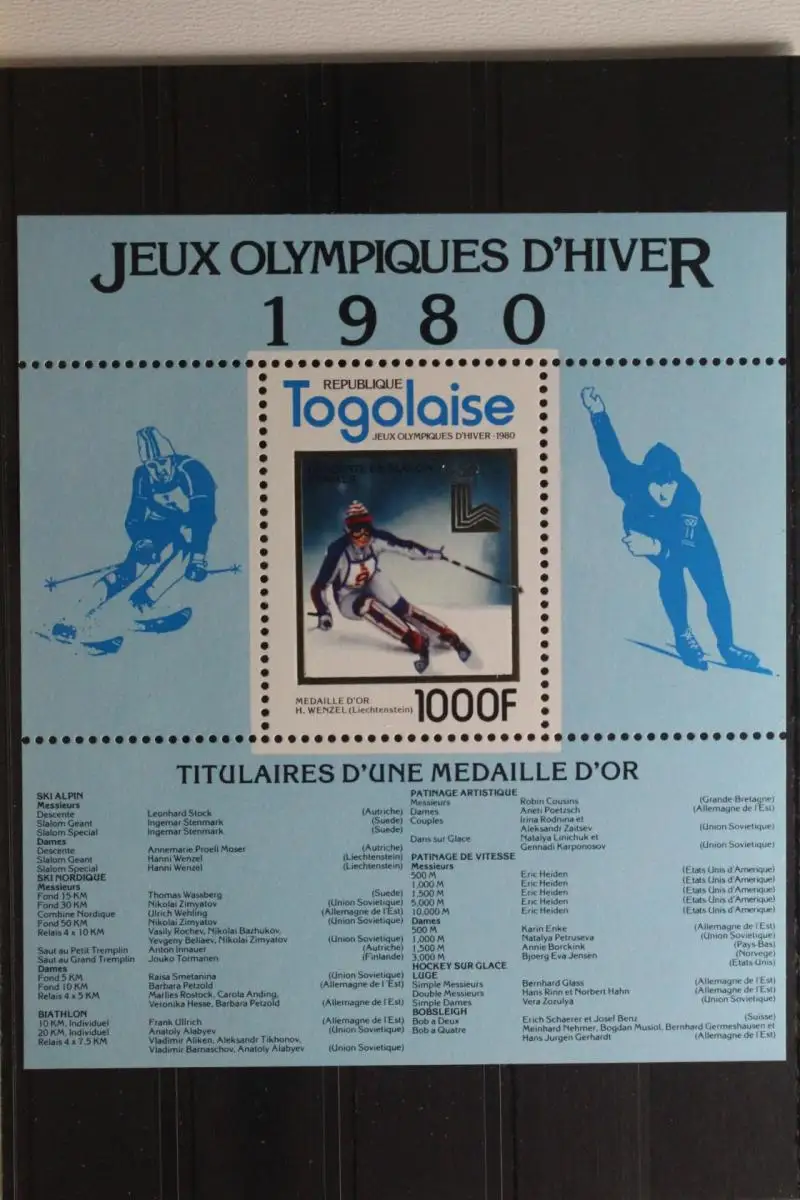 JEUX OLYMPIQUES D'HIVER
1980
REPUBLIQUE
Togolaise
JEUX OLYMPIQUES D'HIVER · 1980
MEDAILLE D'OR
H. WENZEL (Liechtenstein) 1000F
TITULAIRES D'UNE MEDAILLE D'OR
SKI ALPIN
Messieurs
Descente Leonhard Stock (Autriche)
Slalom Geant Ingemar Stenmark (Suede)
Slalom Special Ingemar Stenmark (Suede)
Dames
Descente Annemarie Proell Moser (Autriche)
Slalom Geant Hanni Wenzel (Liechtenstein)
Slalom Special Hanni Wenzel (Liechtenstein)
SKI NORDIQUE
Messieurs
Fond 15 KM Thomas Wassberg (Suede)
Fond 30 KM Nikolai Zimyatov (Union Sovietique)
Combine Nordique Ulrich Wehling (Allemagne de l'Est)
Fond 50 KM Nikolai Zimyatov (Union Sovietique)
Relais 4 x 10 KM Vasily Rochev, Nikolai Bazhukov,
Yevgeny Beliaev, Nikolai Zimyatov (Union Sovietique)
Saut au Petit Tremplin Anton Innauer (Autriche)
Saut au Grand Tremplin Jouko Tormanen (Finlande)
Dames
Fond 5 KM Raisa Smetanina (Union Sovietique)
Fond 10 KM Barbara Petzold (Allemagne de l'Est)
Relais 4 x 5 KM Marlies Rostock, Carola Anding,
Veronika Hesse, Barbara Petzold (Allemagne de l'Est)
BIATHLON
10 KM, Individuel Frank Ullrich (Allemagne de l'Est)
20 KM, Individuel Anatoly Alabyev (Union Sovietique)
Relais 4 x 7.5 KM Vladimir Aliken, Aleksandr Tikhonov,
Vladimir Barnaschov, Anatoly Alabyev (Union Sovietique)
PATINAGE ARTISTIQUE
Messieurs Robin Cousins (Grande-Bretagne)
Dames Anett Poetzsch (Allemagne de l'Est)
Couples Irina Rodnina et
Aleksandr Zaitsev (Union Sovietique)
Dans sur Glace Natalya Linichuk et
Gennadi Karponosov (Union Sovietique)
PATINAGE DE VITESSE
Messieurs
500 M Eric Heiden (Etats Unis d'Amerique)
1,000 M Eric Heiden (Etats Unis d'Amerique)
1,500 M Eric Heiden (Etats Unis d'Amerique)
5,000 M Eric Heiden (Etats Unis d'Amerique)
10,000 M Eric Heiden (Etats Unis d'Amerique)
Dames
500 M Karin Enke (Allemagne de l'Est)
1,000 M Natalya Petruseva (Union Sovietique)
1,500 M Annie Borckink (Pays-Bas)
3,000 M Bjoerg Eva Jensen (Norvege)
HOCKEY SUR GLACE (Etats Unis)
LUGE
Simple Messieurs Bernhard Glass (Allemagne de l'Est)
Double Messieurs Hans Rinn et Norbert Hahn (Allemagne de l'Est)
Simple Dames Vera Zozulya (Union Sovietique)
BOBSLEIGH
Bob a Deux Erich Schaerer et Josef Benz (Suisse)
Bob a Quatre Meinhard Nehmer, Bogdan Musiol, Bernhard Germeshausen et
Hans Jurgen Gerhardt (Allemagne de l'Est)